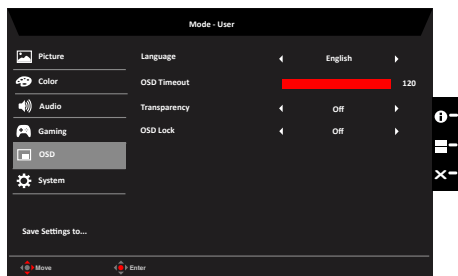 Mode - User
Picture
Color
Audio
Gaming
OSD
System
Save Settings to...
Language English
OSD Timeout 120
Transparency Off
OSD Lock Off
Move Enter